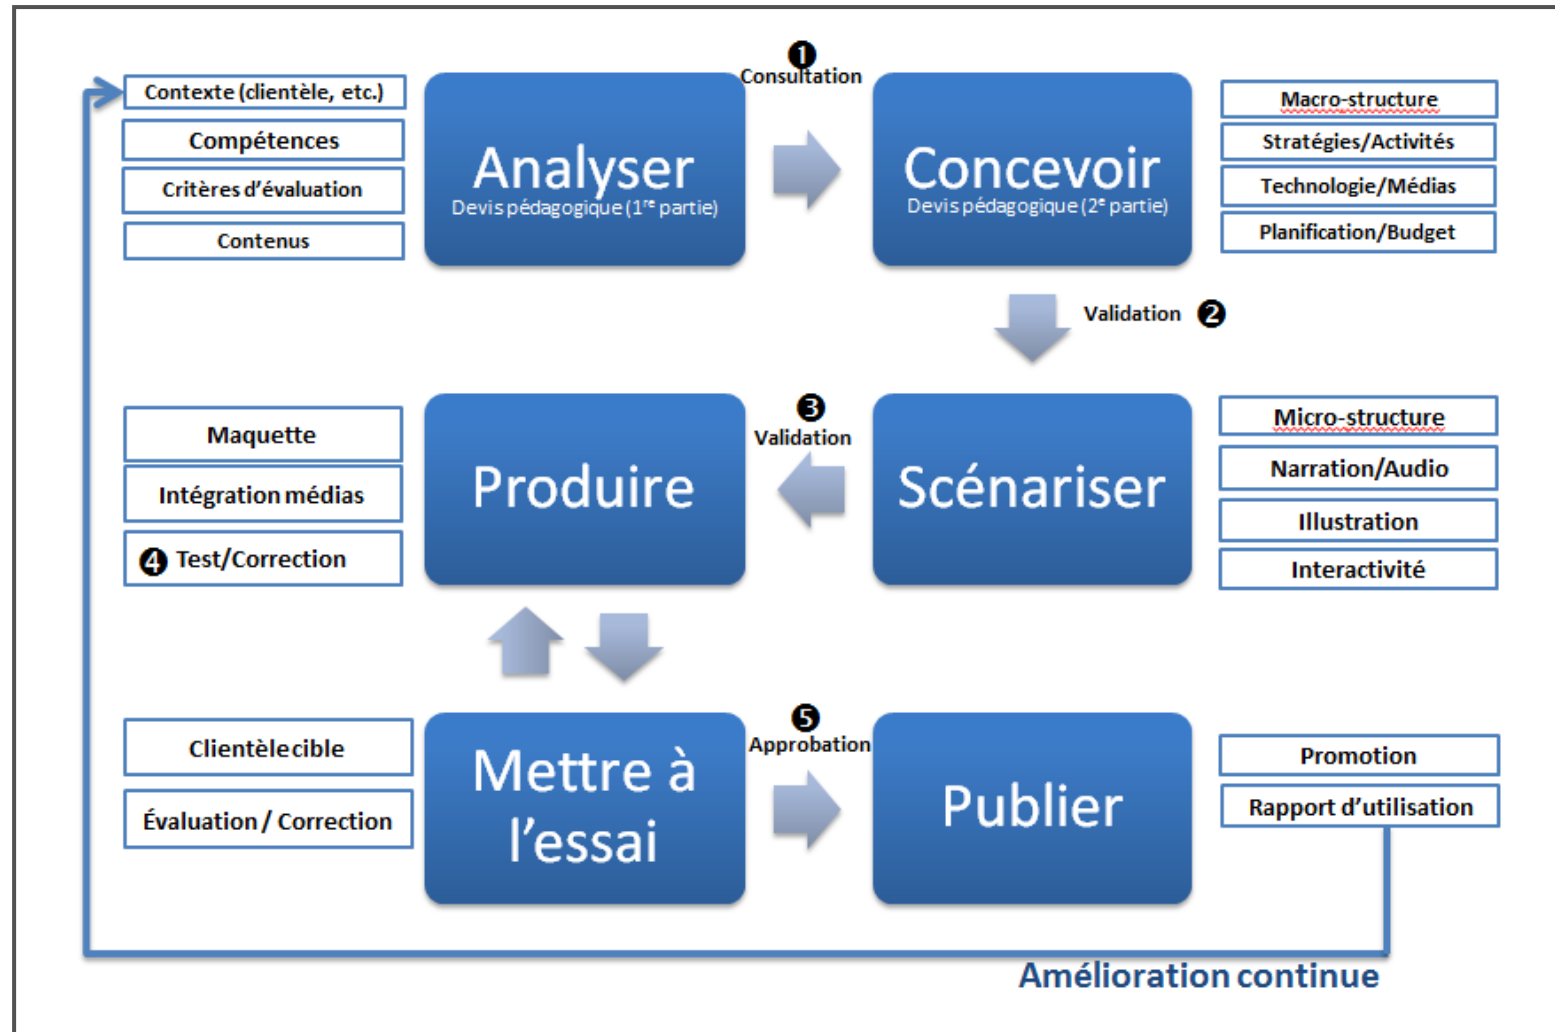 Contexte (clientèle, etc.)
Compétences
Critères d'évaluation
Contenus
Analyser
Devis pédagogique (1re partie)
❶
Consultation
Concevoir
Devis pédagogique (2e partie)
Macro-structure
Stratégies/Activités
Technologie/Médias
Planification/Budget
Validation ❷
Maquette
Intégration médias
❹ Test/Correction
Produire
❸
Validation
Scénariser
Micro-structure
Narration/Audio
Illustration
Interactivité
Clientèle cible
Évaluation / Correction
Mettre à
l'essai
❺
Approbation
Publier
Promotion
Rapport d'utilisation
Amélioration continue